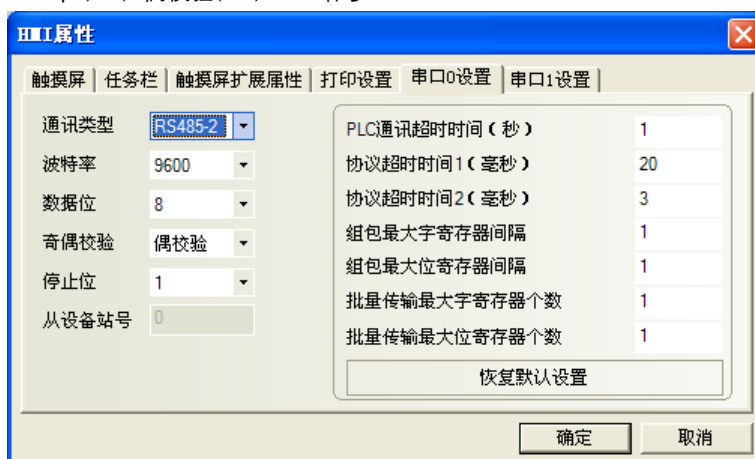 HMI属性
触摸屏 任务栏 触摸屏扩展属性 打印设置 串口0设置 串口1设置
通讯类型 RS485-2
波特率 9600
数据位 8
奇偶校验 偶校验
停止位 1
从设备站号 0
PLC通讯超时时间(秒) 1
协议超时时间1(毫秒) 20
协议超时时间2(毫秒) 3
组包最大字寄存器间隔 1
组包最大位寄存器间隔 1
批量传输最大字寄存器个数 1
批量传输最大位寄存器个数 1
恢复默认设置
确定 取消